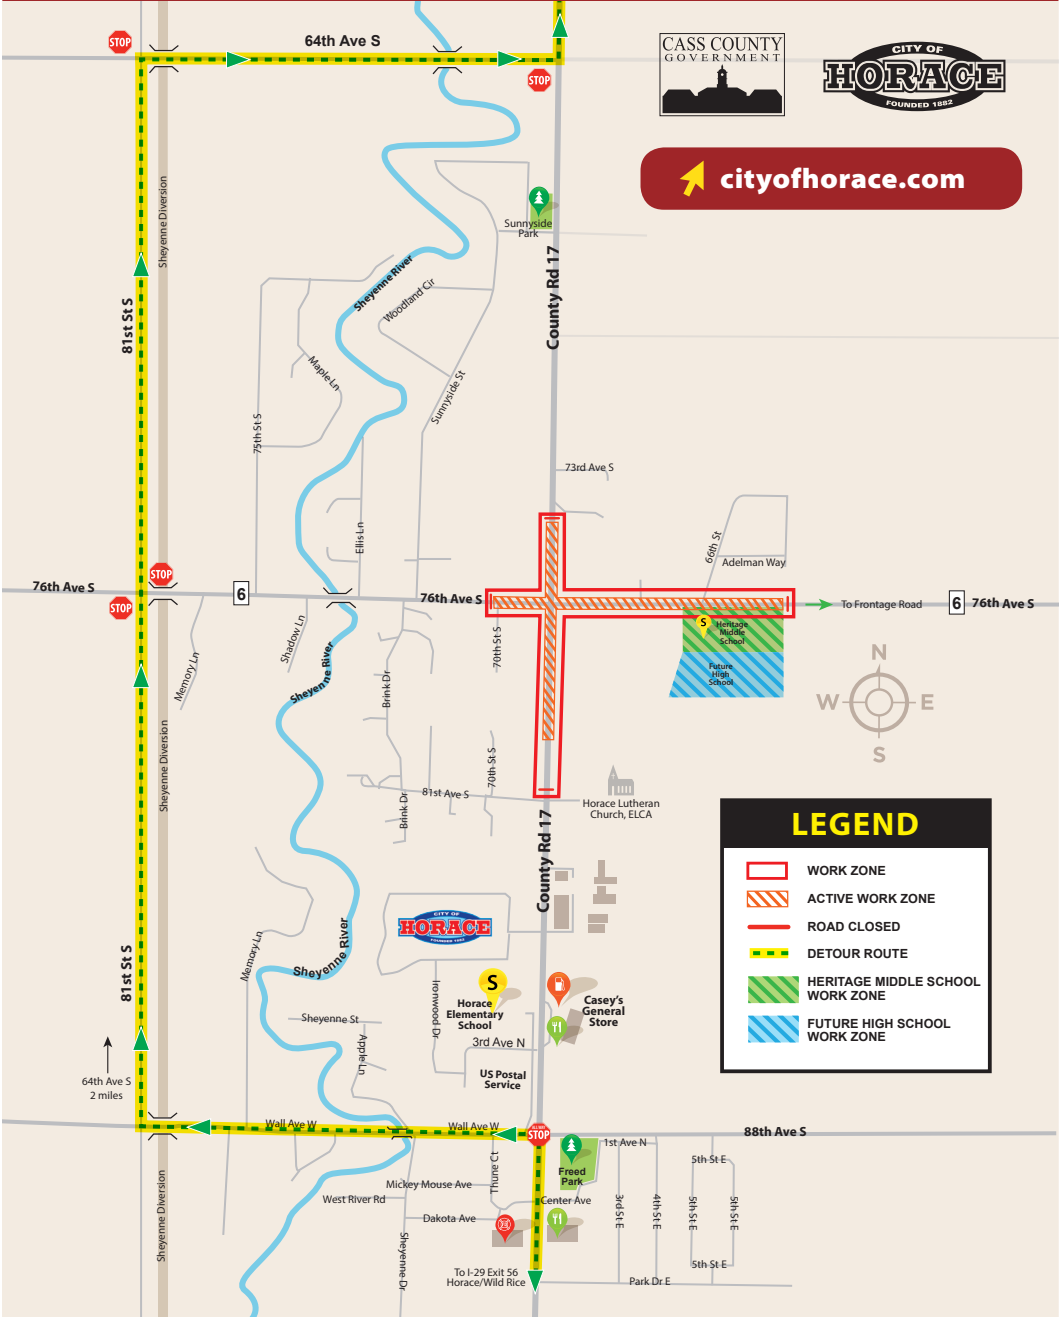 64th Ave S
STOP
STOP
CASS COUNTY
GOVERNMENT
CITY OF
HORACE
FOUNDED 1882
cityofhorace.com
Sheyenne Diversion
Sunnyside
Park
County Rd 17
Sheyenne River
Woodland Cir
81st St S
Maple Ln
Sunnyside St
75th St S
73rd Ave S
Ellis Ln
66th St
Adelman Way
STOP
76th Ave S
6
STOP
76th Ave S
To Frontage Road
6
76th Ave S
S
Heritage
Middle
School
Future
High
School
Shadow Ln
70th St S
Memory Ln
Sheyenne River
Brink Dr
N
W
E
S
Sheyenne Diversion
70th St S
81st Ave S
Brink Dr
Horace Lutheran
Church, ELCA
County Rd 17
LEGEND
WORK ZONE
ACTIVE WORK ZONE
ROAD CLOSED
DETOUR ROUTE
HERITAGE MIDDLE SCHOOL
WORK ZONE
FUTURE HIGH SCHOOL
WORK ZONE
CITY OF
HORACE
FOUNDED 1882
Memory Ln
Sheyenne River
81st St S
S
Horace
Elementary
School
Casey's
General
Store
Ironwood Dr
Sheyenne St
Apple Ln
3rd Ave N
US Postal
Service
64th Ave S
2 miles
Wall Ave W
Wall Ave W
ALL WAY
STOP
88th Ave S
1st Ave N
Freed
Park
5th St E
Thune Ct
Mickey Mouse Ave
West River Rd
Center Ave
Dakota Ave
3rd St E
4th St E
5th St E
5th St E
Sheyenne Diversion
Sheyenne Dr
5th St E
To I-29 Exit 56
Horace/Wild Rice
Park Dr E